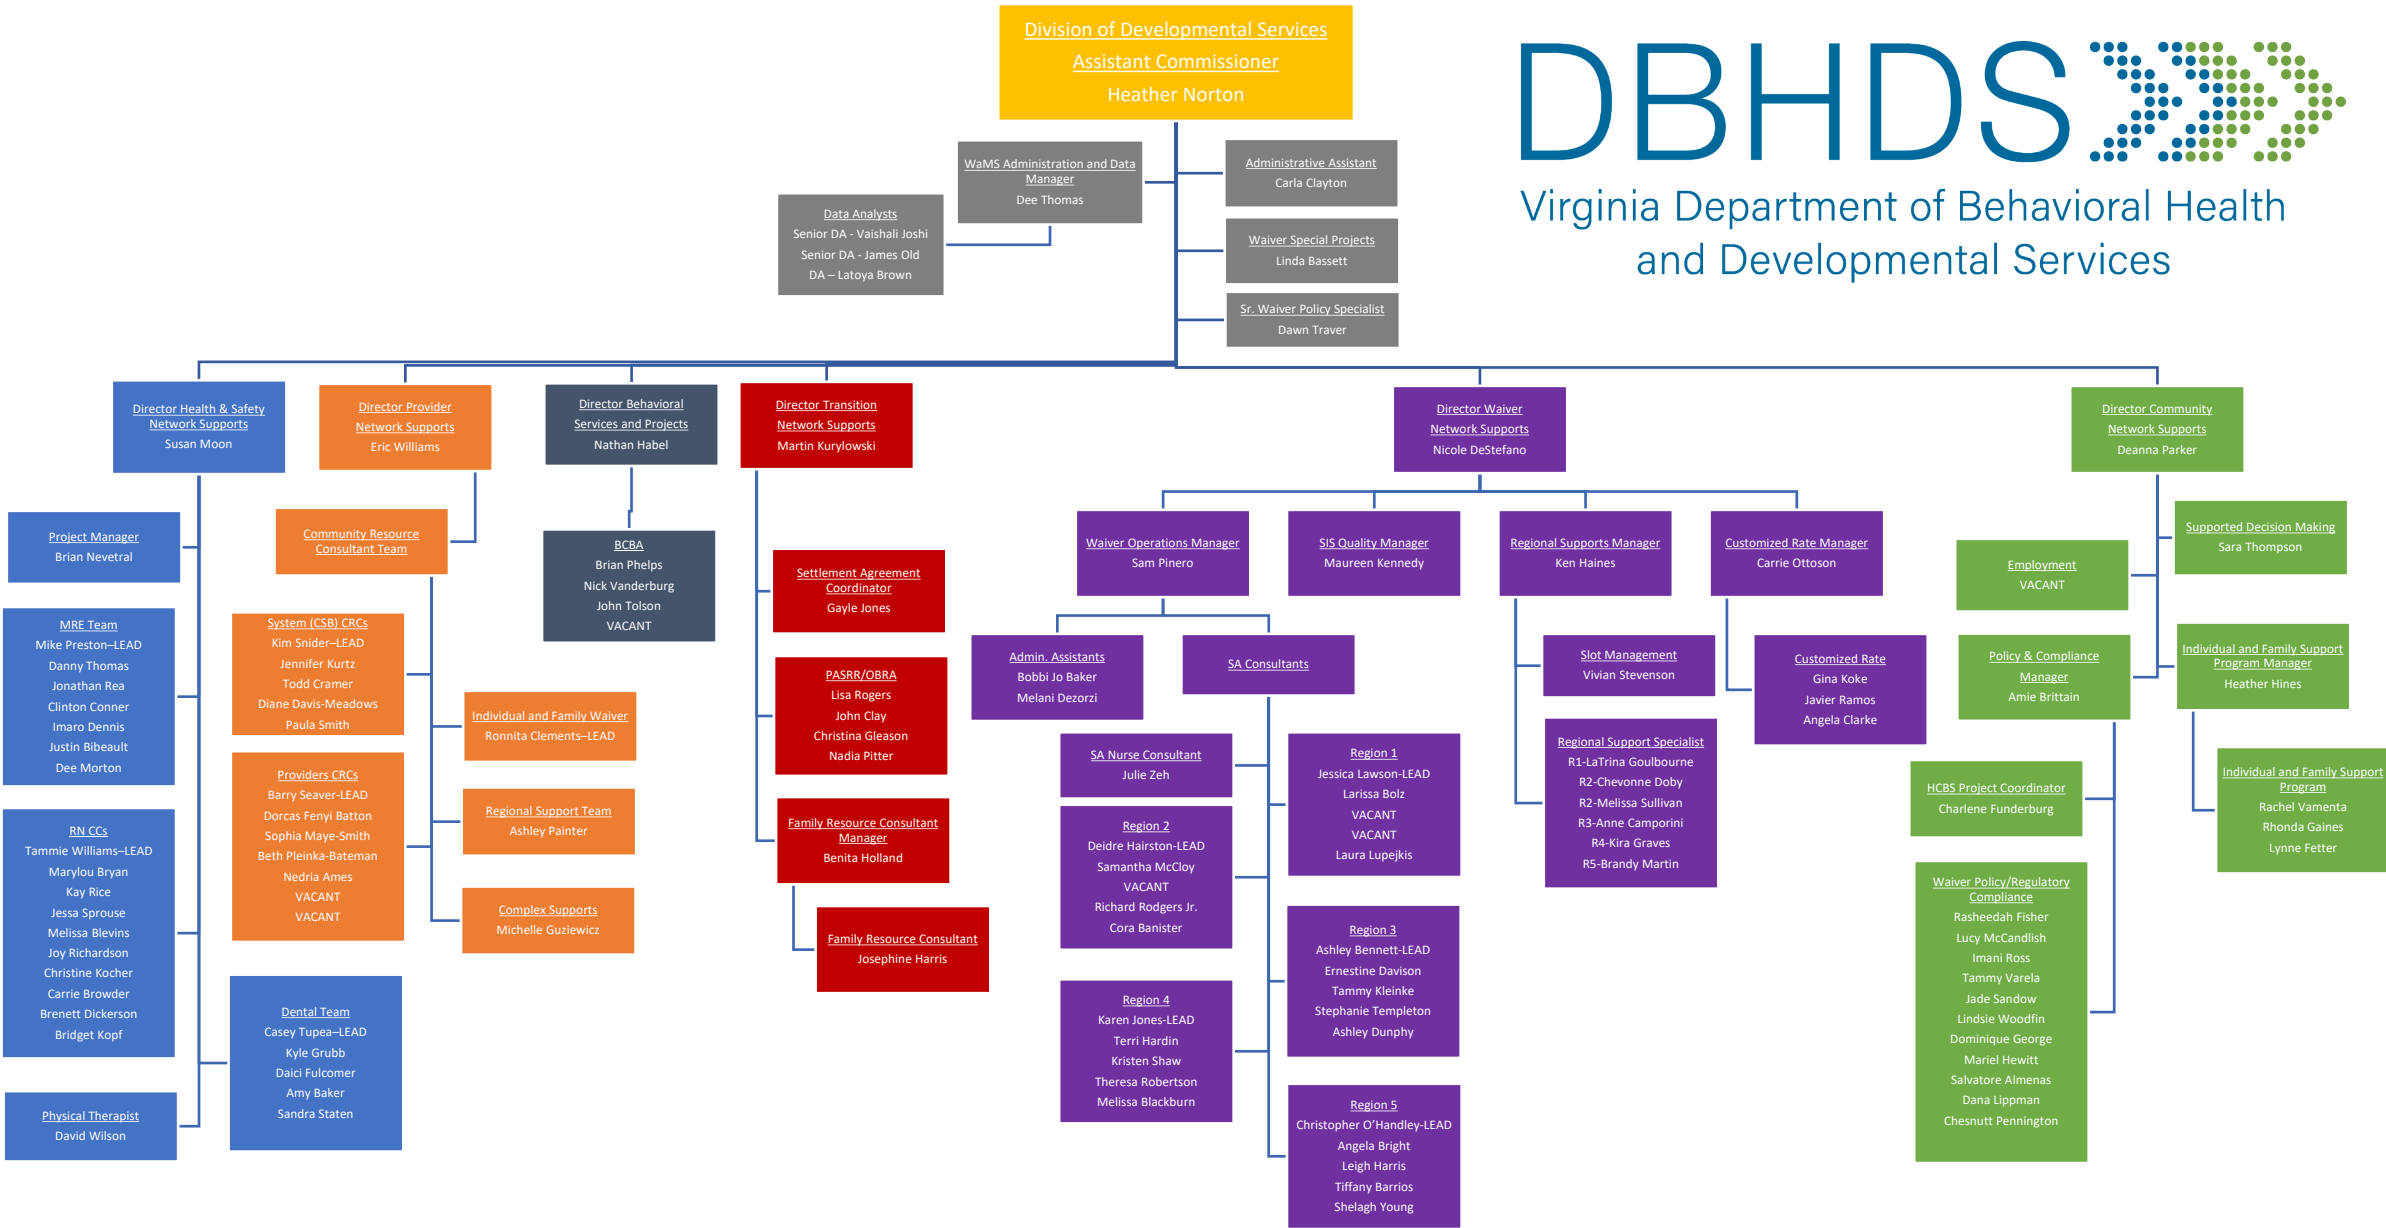 Division of Developmental Services
Assistant Commissioner
Heather Norton
DBHDS
Virginia Department of Behavioral Health
and Developmental Services
WaMS Administration and Data
Manager
Dee Thomas
Administrative Assistant
Carla Clayton
Data Analysts
Senior DA - Vaishali Joshi
Senior DA - James Old
DA – Latoya Brown
Waiver Special Projects
Linda Bassett
Sr. Waiver Policy Specialist
Dawn Traver
Director Health & Safety
Network Supports
Susan Moon
Project Manager
Brian Nevetral
MRE Team
Mike Preston–LEAD
Danny Thomas
Jonathan Rea
Clinton Conner
Imaro Dennis
Justin Bibeault
Dee Morton
RN CCs
Tammie Williams–LEAD
Marylou Bryan
Kay Rice
Jessa Sprouse
Melissa Blevins
Joy Richardson
Christine Kocher
Carrie Browder
Brenett Dickerson
Bridget Kopf
Dental Team
Casey Tupea–LEAD
Kyle Grubb
Daici Fulcomer
Amy Baker
Sandra Staten
Physical Therapist
David Wilson
Director Provider
Network Supports
Eric Williams
Community Resource
Consultant Team
System (CSB) CRCs
Kim Snider–LEAD
Jennifer Kurtz
Todd Cramer
Diane Davis-Meadows
Paula Smith
Individual and Family Waiver
Ronnita Clements–LEAD
Providers CRCs
Barry Seaver-LEAD
Dorcas Fenyi Batton
Sophia Maye-Smith
Beth Pleinka-Bateman
Nedria Ames
VACANT
VACANT
Regional Support Team
Ashley Painter
Complex Supports
Michelle Guziewicz
Director Behavioral
Services and Projects
Nathan Habel
BCBA
Brian Phelps
Nick Vanderburg
John Tolson
VACANT
Director Transition
Network Supports
Martin Kurylowski
Settlement Agreement
Coordinator
Gayle Jones
PASRR/OBRA
Lisa Rogers
John Clay
Christina Gleason
Nadia Pitter
Family Resource Consultant
Manager
Benita Holland
Family Resource Consultant
Josephine Harris
Director Waiver
Network Supports
Nicole DeStefano
Waiver Operations Manager
Sam Pinero
SIS Quality Manager
Maureen Kennedy
Regional Supports Manager
Ken Haines
Customized Rate Manager
Carrie Ottoson
Admin. Assistants
Bobbi Jo Baker
Melani Dezorzi
SA Consultants
SA Nurse Consultant
Julie Zeh
Region 1
Jessica Lawson-LEAD
Larissa Bolz
VACANT
VACANT
Laura Lupejkis
Region 2
Deidre Hairston-LEAD
Samantha McCloy
VACANT
Richard Rodgers Jr.
Cora Banister
Region 3
Ashley Bennett-LEAD
Ernestine Davison
Tammy Kleinke
Stephanie Templeton
Ashley Dunphy
Region 4
Karen Jones-LEAD
Terri Hardin
Kristen Shaw
Theresa Robertson
Melissa Blackburn
Region 5
Christopher O'Handley-LEAD
Angela Bright
Leigh Harris
Tiffany Barrios
Shelagh Young
Slot Management
Vivian Stevenson
Regional Support Specialist
R1-LaTrina Goulbourne
R2-Chevonne Doby
R2-Melissa Sullivan
R3-Anne Camporini
R4-Kira Graves
R5-Brandy Martin
Customized Rate
Gina Koke
Javier Ramos
Angela Clarke
Director Community
Network Supports
Deanna Parker
Supported Decision Making
Sara Thompson
Employment
VACANT
Policy & Compliance
Manager
Amie Brittain
Individual and Family Support
Program Manager
Heather Hines
HCBS Project Coordinator
Charlene Funderburg
Individual and Family Support
Program
Rachel Vamenta
Rhonda Gaines
Lynne Fetter
Waiver Policy/Regulatory
Compliance
Rasheedah Fisher
Lucy McCandlish
Imani Ross
Tammy Varela
Jade Sandow
Lindsie Woodfin
Dominique George
Mariel Hewitt
Salvatore Almenas
Dana Lippman
Chesnutt Pennington